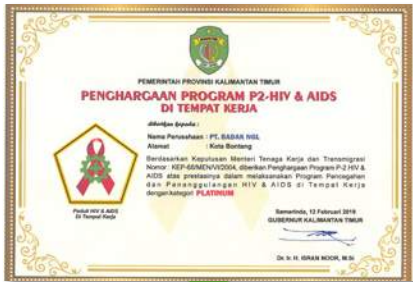 PEMERINTAH PROVINSI KALIMANTAN TIMUR
PENGHARGAAN PROGRAM P2-HIV & AIDS
DI TEMPAT KERJA
diberikan kepada :
Nama Perusahaan : PT. BADAK NGL
Alamat : Kota Bontang
Berdasarkan Keputusan Menteri Tenaga Kerja dan Transmigrasi
Nomor : KEP-68/MEN/VI/2004, diberikan Penghargaan Program P-2 HIV &
AIDS atas prestasinya dalam melaksanakan Program Pencegahan
dan Penanggulangan HIV & AIDS di Tempat Kerja
dengan kategori PLATINUM
Peduli HIV & AIDS
Di Tempat Kerja
Samarinda, 12 Februari 2019
GUBERNUR KALIMANTAN TIMUR
Dr. Ir. H. ISRAN NOOR, M.Si